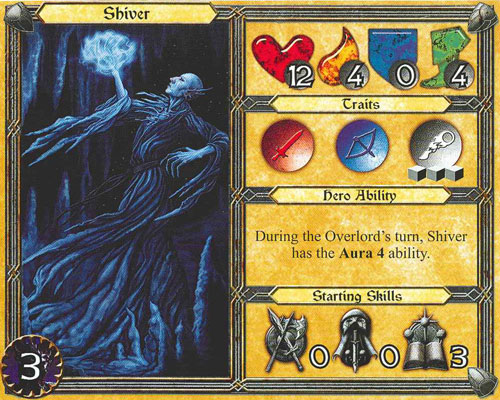 Shiver
12 4 0 4
Traits
Hero Ability
During the Overlord's turn, Shiver
has the Aura 4 ability.
Starting Skills
0 0 3
3